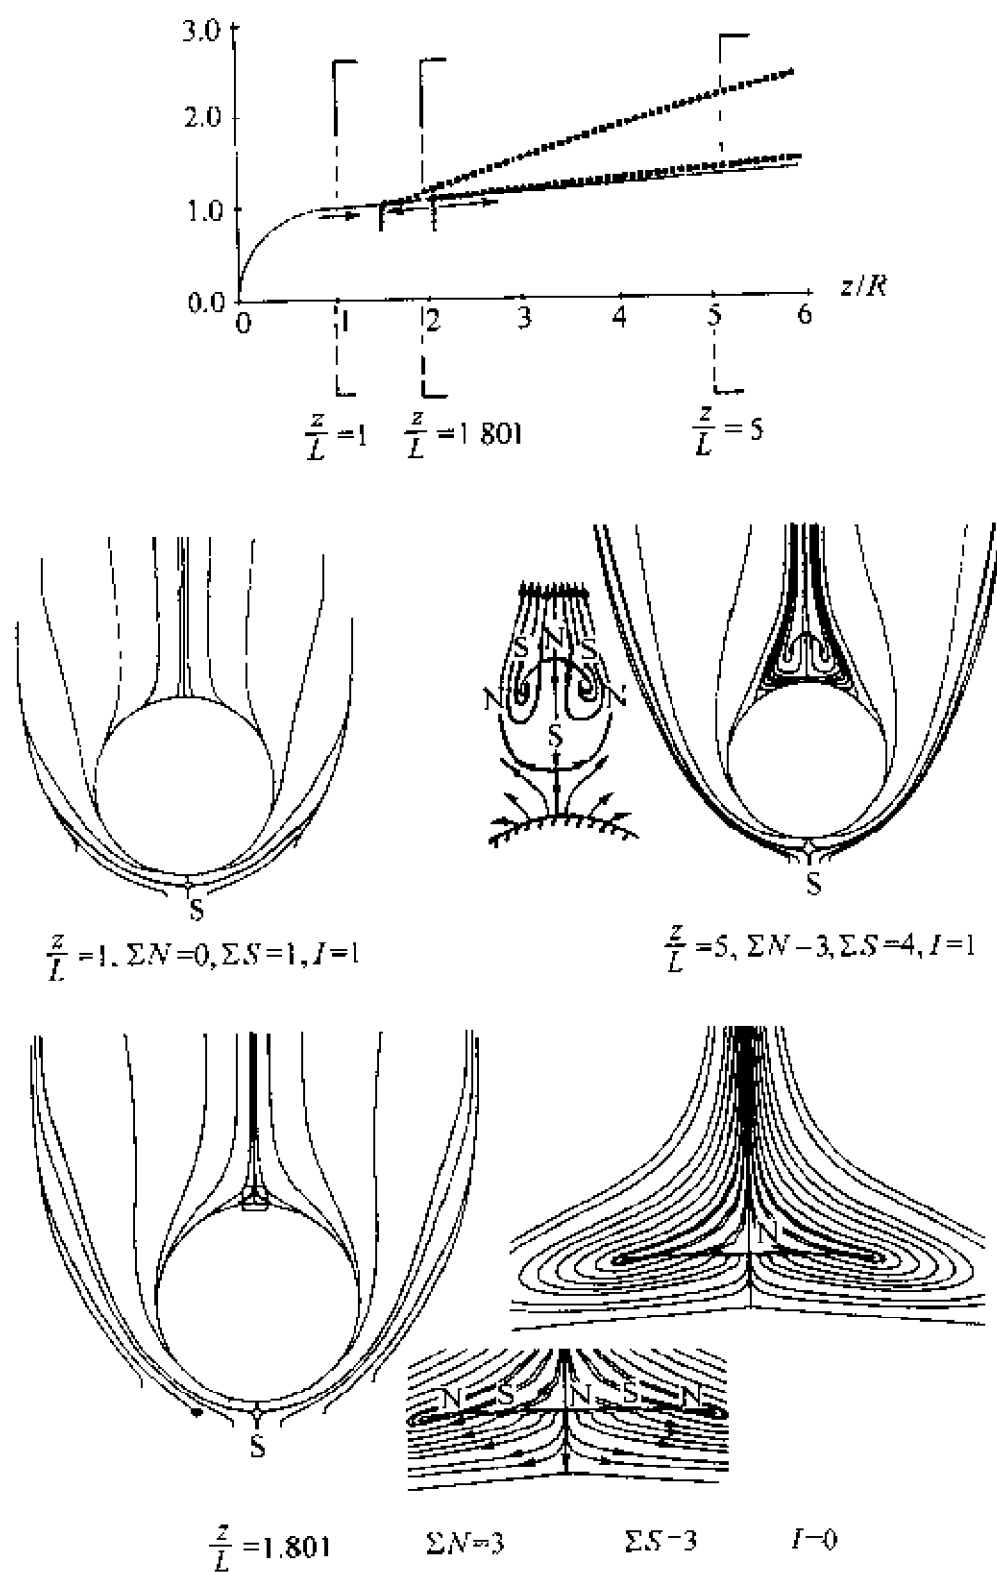 3.0
2.0
1.0
0.0
z/R
0 1 2 3 4 5 6
z/L =1 z/L =1 801 z/L = 5
N
S S
N N
S
S
S
z/L =1, ΣN=0, ΣS=1, I=1
z/L =5, ΣN-3, ΣS=4, I=1
N
N S N S N
S
z/L =1.801 ΣN=3 ΣS-3 I=0